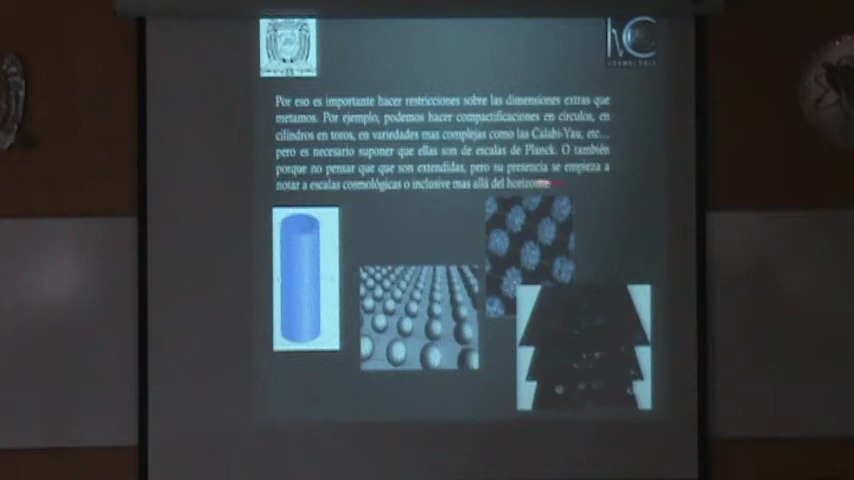 Por eso es importante hacer restricciones sobre las dimensiones extras que
metamos. Por ejemplo, podemos hacer compactificaciones en circulos, en
cilindros en toros, en variedades mas complejas como las Calabi-Yau, etc...
pero es necesario suponer que ellas son de escalas de Planck. O también
porque no pensar que que son extendidas, pero su presencia se empieza a
notar a escalas cosmológicas o inclusive mas allá del horizonte